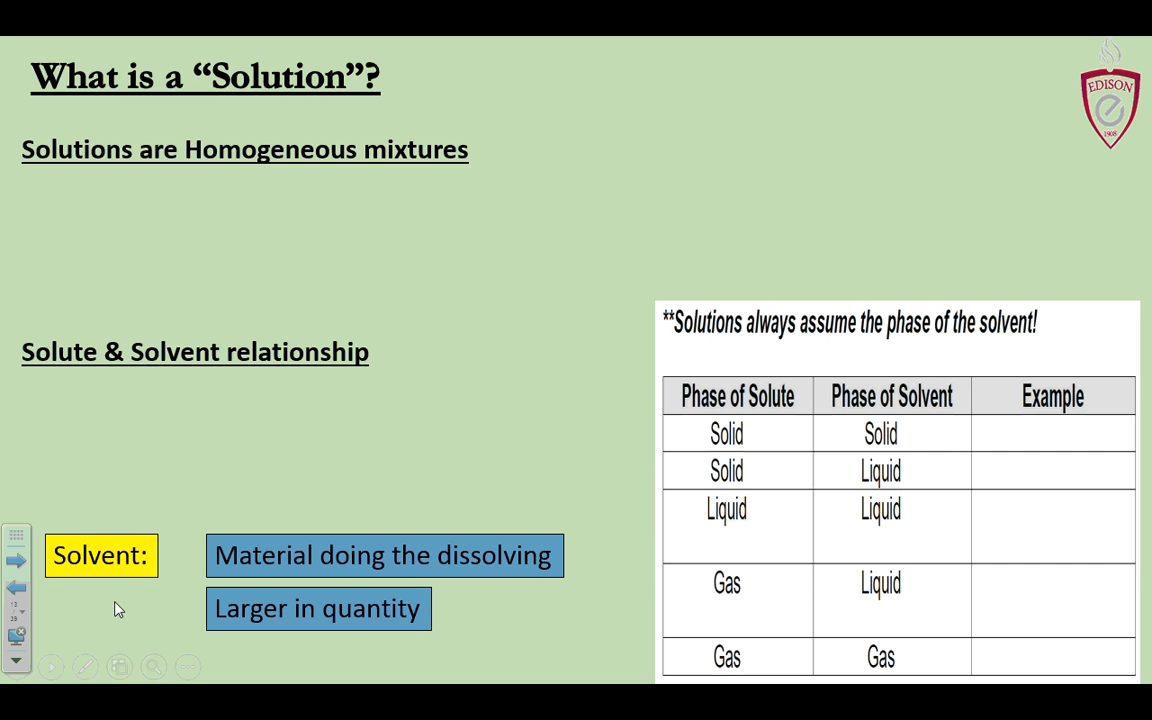 What is a “Solution”?
EDISON
e
1908
Solutions are Homogeneous mixtures
**Solutions always assume the phase of the solvent!
Solute & Solvent relationship
Phase of Solute Phase of Solvent Example
Solid Solid
Solid Liquid
Liquid Liquid
Gas Liquid
Gas Gas
Solvent: Material doing the dissolving
Larger in quantity
13
/
29